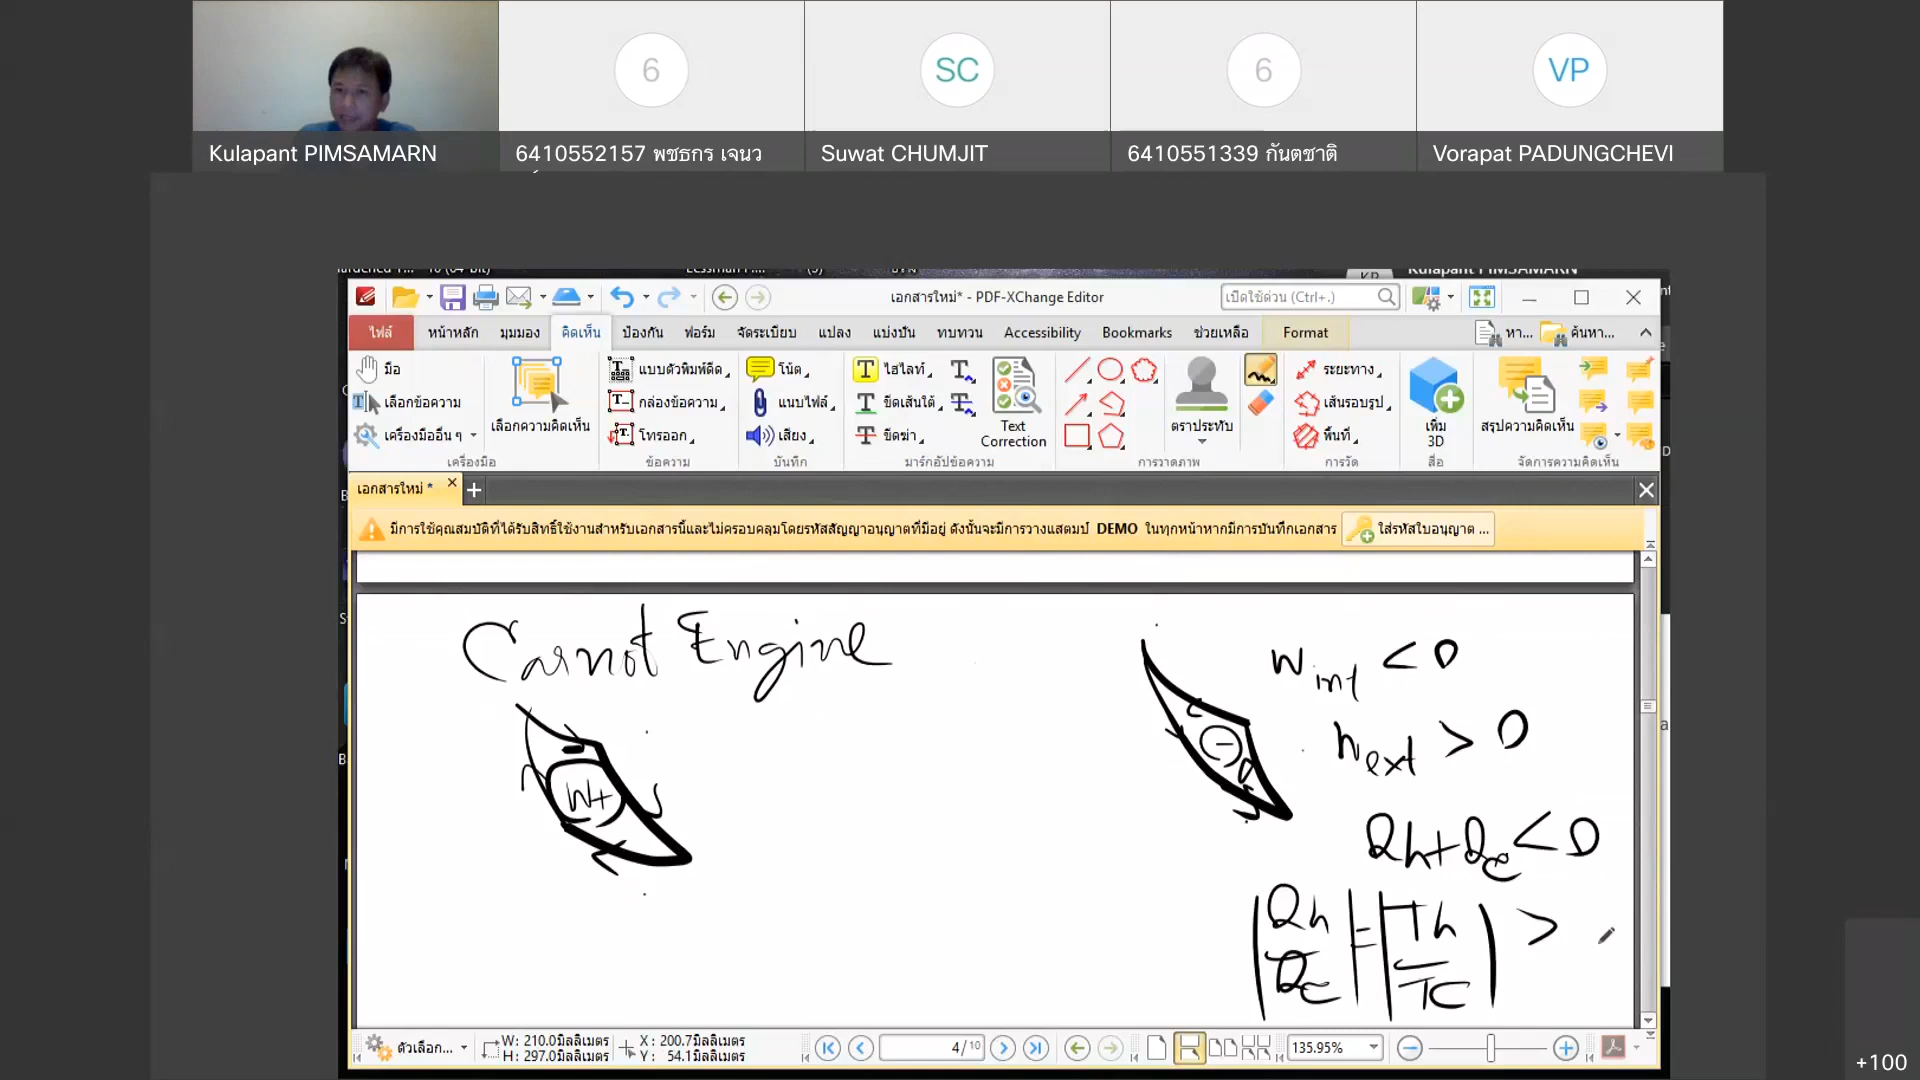 6
SC
6
VP
Kulapant PIMSAMARN
6410552157 พชธกร เจนว
Suwat CHUMJIT
6410551339 กันตชาติ
Vorapat PADUNGCHEVI
KP
Kulapant PIMSAMARN
เอกสารใหม่* - PDF-XChange Editor
เปิดใช้ด่วน (Ctrl+.)
ไฟล์
หน้าหลัก
มุมมอง
คิดเห็น
ป้องกัน
ฟอร์ม
จัดระเบียบ
แปลง
แบ่งปัน
ทบทวน
Accessibility
Bookmarks
ช่วยเหลือ
Format
หา...
ค้นหา...
มือ
เลือกข้อความ
เครื่องมืออื่น ๆ
เครื่องมือ
เลือกความคิดเห็น
แบบตัวพิมพ์ดีด
กล่องข้อความ
โทรออก
ข้อความ
โน้ต
แนบไฟล์
เสียง
บันทึก
ไฮไลท์
ขีดเส้นใต้
ขีดฆ่า
Text
Correction
มาร์กอัปข้อความ
ตราประทับ
การวาดภาพ
ระยะทาง
เส้นรอบรูป
พื้นที่
การวัด
เพิ่ม
3D
สื่อ
สรุปความคิดเห็น
จัดการความคิดเห็น
เอกสารใหม่ *
มีการใช้คุณสมบัติที่ได้รับสิทธิ์ใช้งานสำหรับเอกสารนี้และไม่ครอบคลุมโดยรหัสสัญญาอนุญาตที่มีอยู่ ดังนั้นจะมีการวางแสตมป์ DEMO ในทุกหน้าหากมีการบันทึกเอกสาร
ใส่รหัสใบอนุญาต ...
Carnot Engine
W+
−
W int < 0
W ext > 0
Qh+Qc < 0
|Qh/Qc| = |Th/Tc| >
ตัวเลือก...
W: 210.0มิลลิเมตร
H: 297.0มิลลิเมตร
X : 200.7มิลลิเมตร
Y : 54.1มิลลิเมตร
4/10
135.95%
+100